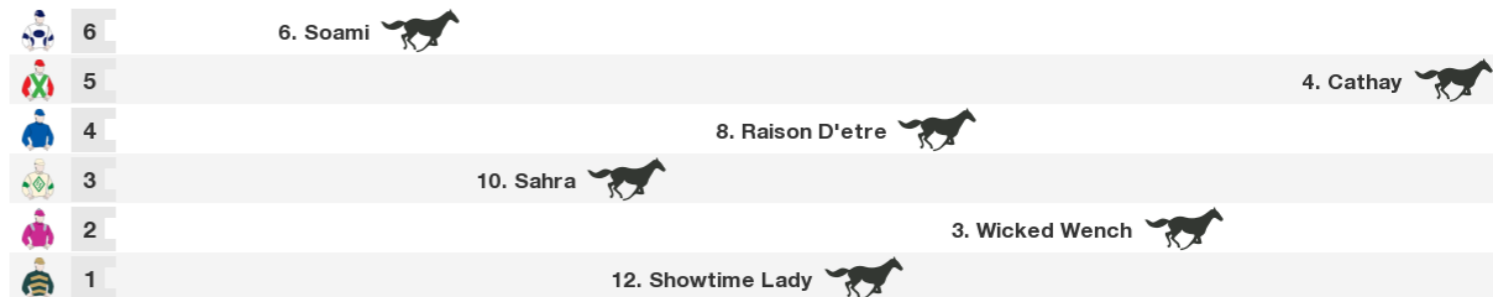 6 6. Soami
5 4. Cathay
4 8. Raison D'etre
3 10. Sahra
2 3. Wicked Wench
1 12. Showtime Lady